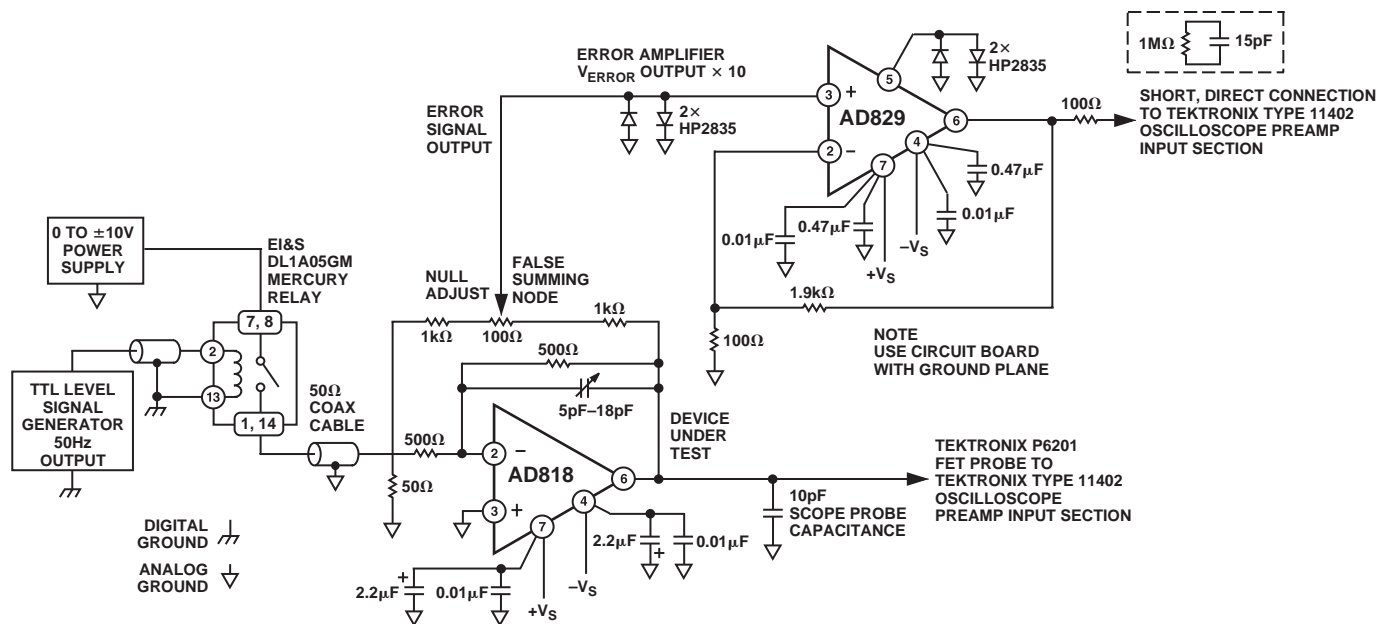 1MΩ
15pF
ERROR AMPLIFIER
VERROR OUTPUT × 10
2×
HP2835
5
2×
HP2835
ERROR
SIGNAL
OUTPUT
3
+
AD829
6
100Ω
SHORT, DIRECT CONNECTION
TO TEKTRONIX TYPE 11402
OSCILLOSCOPE PREAMP
INPUT SECTION
2
–
4
7
0.47µF
0.01µF
0.47µF
0.01µF
–VS
+VS
0 TO ±10V
POWER
SUPPLY
EI&S
DL1A05GM
MERCURY
RELAY
7, 8
2
13
1, 14
TTL LEVEL
SIGNAL
GENERATOR
50Hz
OUTPUT
50Ω
COAX
CABLE
NULL
ADJUST
FALSE
SUMMING
NODE
1kΩ
100Ω
1kΩ
1.9kΩ
100Ω
NOTE
USE CIRCUIT BOARD
WITH GROUND PLANE
500Ω
5pF–18pF
DEVICE
UNDER
TEST
500Ω
50Ω
2
–
AD818
6
3
+
4
7
TEKTRONIX P6201
FET PROBE TO
TEKTRONIX TYPE 11402
OSCILLOSCOPE
PREAMP INPUT SECTION
10pF
SCOPE PROBE
CAPACITANCE
2.2µF
+
0.01µF
+
2.2µF
0.01µF
–VS
+VS
DIGITAL
GROUND
ANALOG
GROUND